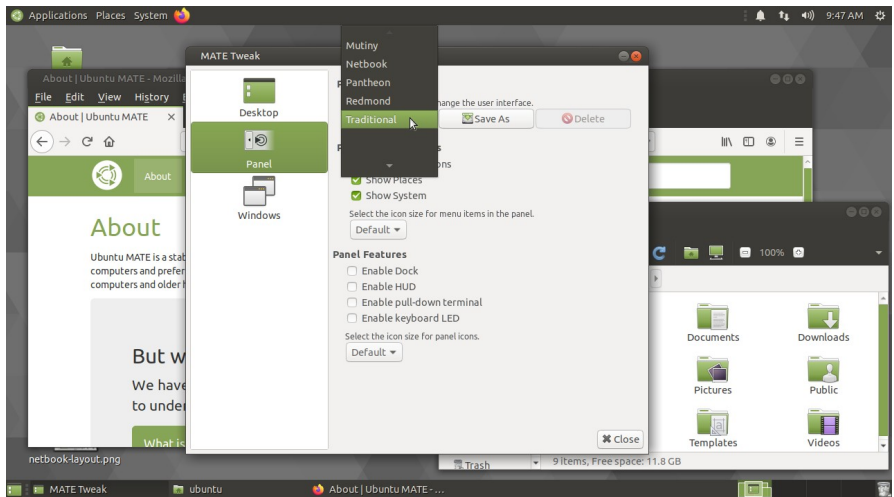 Applications Places System
9:47 AM
MATE Tweak
Mutiny
Netbook
Pantheon
Redmond
Traditional
hange the user interface.
Save As
Delete
Desktop
Panel
Windows
ons
Show Places
Show System
Select the icon size for menu items in the panel.
Default
Panel Features
Enable Dock
Enable HUD
Enable pull-down terminal
Enable keyboard LED
Select the icon size for panel icons.
Default
Close
About | Ubuntu MATE - Mozilla
File Edit View History
About | Ubuntu MATE
About
About
Ubuntu MATE is a stab
computers and prefer
computers and older h
But w
We have
to under
What is
netbook-layout.png
100%
Documents
Downloads
Pictures
Public
Templates
Videos
Trash
9 items, Free space: 11.8 GB
MATE Tweak
ubuntu
About | Ubuntu MATE - ...